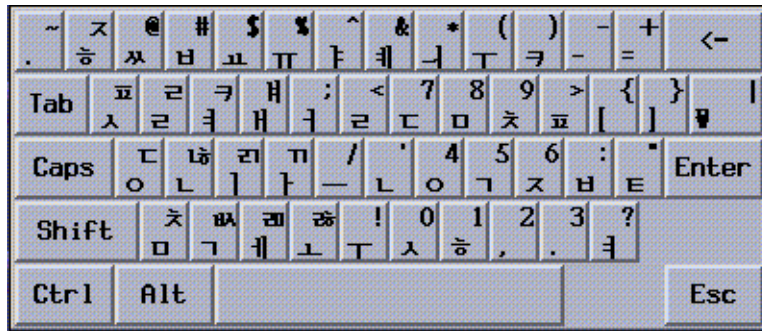 ~ . ㅈ ㅎ @ ㅆ # ㅂ $ ㅛ % ㅠ ^ ㅑ & ㅖ * ㅢ ( ㅜ ) ㅋ - - + = <-
Tab ㅍ ㅅ ㄹ ㄹ ㅋ ㅕ ㅒ ㅐ ; ㅓ < ㄹ 7 ㄷ 8 ㅁ 9 ㅊ > ㅍ { [ } ] | ₩
Caps ㄷ ㅇ ㄶ ㄴ ㄺ ㅣ ㄲ ㅏ / ㅡ ' ㄴ 4 ㅇ 5 ㄱ 6 ㅈ : ㅂ " ㅌ Enter
Shift ㅊ ㅁ ㅄ ㄱ ㄻ ㅔ ㅀ ㅗ ! ㅜ 0 ㅅ 1 ㅎ 2 , 3 . ? ㅕ
Ctrl Alt Esc